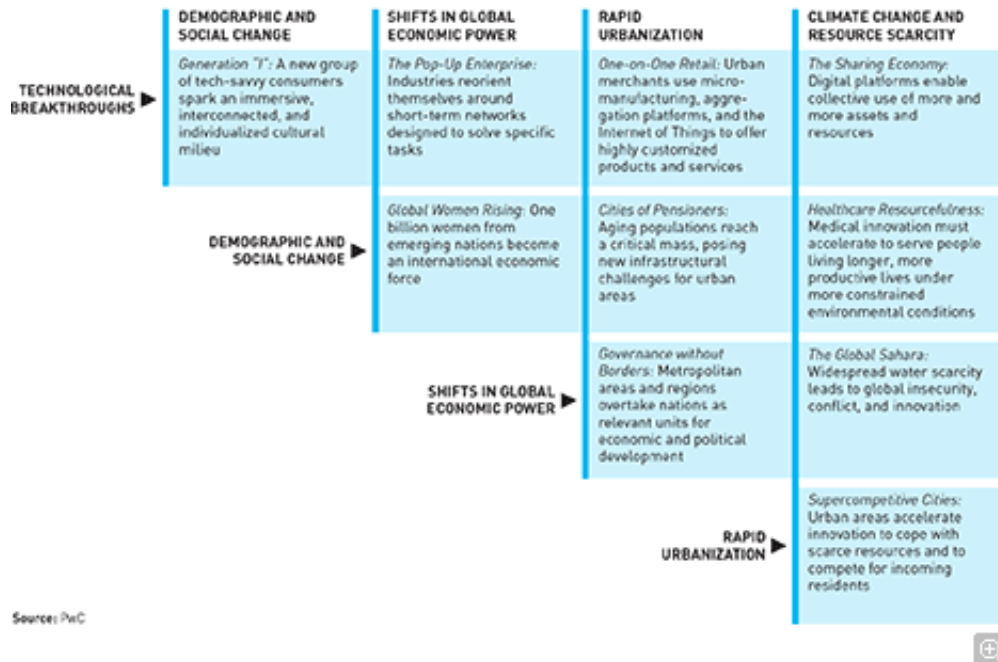 DEMOGRAPHIC AND
SOCIAL CHANGE
SHIFTS IN GLOBAL
ECONOMIC POWER
RAPID
URBANIZATION
CLIMATE CHANGE AND
RESOURCE SCARCITY
TECHNOLOGICAL
BREAKTHROUGHS
Generation "I": A new group
of tech-savvy consumers
spark an immersive,
interconnected, and
individualized cultural
milieu
The Pop-Up Enterprise:
Industries reorient
themselves around
short-term networks
designed to solve specific
tasks
One-on-One Retail: Urban
merchants use micro-
manufacturing, aggre-
gation platforms, and the
Internet of Things to offer
highly customized
products and services
The Sharing Economy:
Digital platforms enable
collective use of more and
more assets and
resources
DEMOGRAPHIC AND
SOCIAL CHANGE
Global Women Rising: One
billion women from
emerging nations become
an international economic
force
Cities of Pensioners:
Aging populations reach
a critical mass, posing
new infrastructural
challenges for urban
areas
Healthcare Resourcefulness:
Medical innovation must
accelerate to serve people
living longer, more
productive lives under
more constrained
environmental conditions
SHIFTS IN GLOBAL
ECONOMIC POWER
Governance without
Borders: Metropolitan
areas and regions
overtake nations as
relevant units for
economic and political
development
The Global Sahara:
Widespread water scarcity
leads to global insecurity,
conflict, and innovation
RAPID
URBANIZATION
Supercompetitive Cities:
Urban areas accelerate
innovation to cope with
scarce resources and to
compete for incoming
residents
Source: PwC